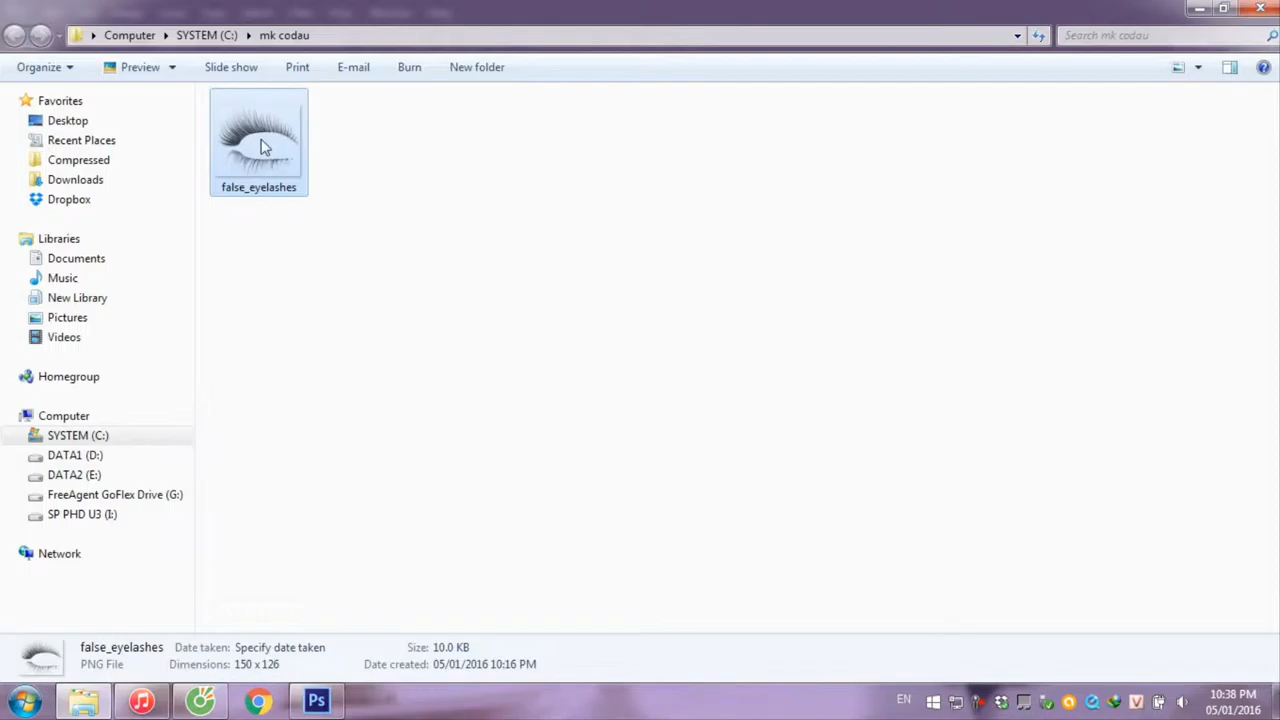 Computer SYSTEM (C:) mk codau
Search mk codau
Organize Preview Slide show Print E-mail Burn New folder
Favorites
Desktop
Recent Places
Compressed
Downloads
Dropbox
Libraries
Documents
Music
New Library
Pictures
Videos
Homegroup
Computer
SYSTEM (C:)
DATA1 (D:)
DATA2 (E:)
FreeAgent GoFlex Drive (G:)
SP PHD U3 (I:)
Network
false_eyelashes
false_eyelashes Date taken: Specify date taken Size: 10.0 KB
PNG File Dimensions: 150 x 126 Date created: 05/01/2016 10:16 PM
Ps
EN
V
10:38 PM
05/01/2016